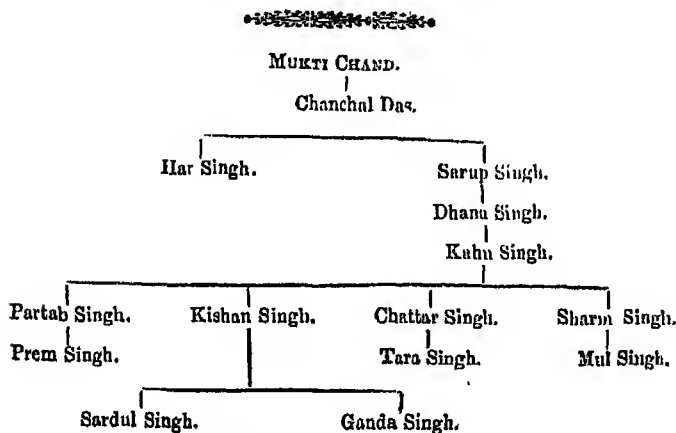 MUKTI CHAND.
Chanchal Das.
Har Singh. Sarup Singh.
Dhana Singh.
Kahn Singh.
Partab Singh. Kishan Singh. Chattar Singh. Sharm Singh.
Prem Singh. Tara Singh. Mul Singh.
Sardul Singh. Ganda Singh.